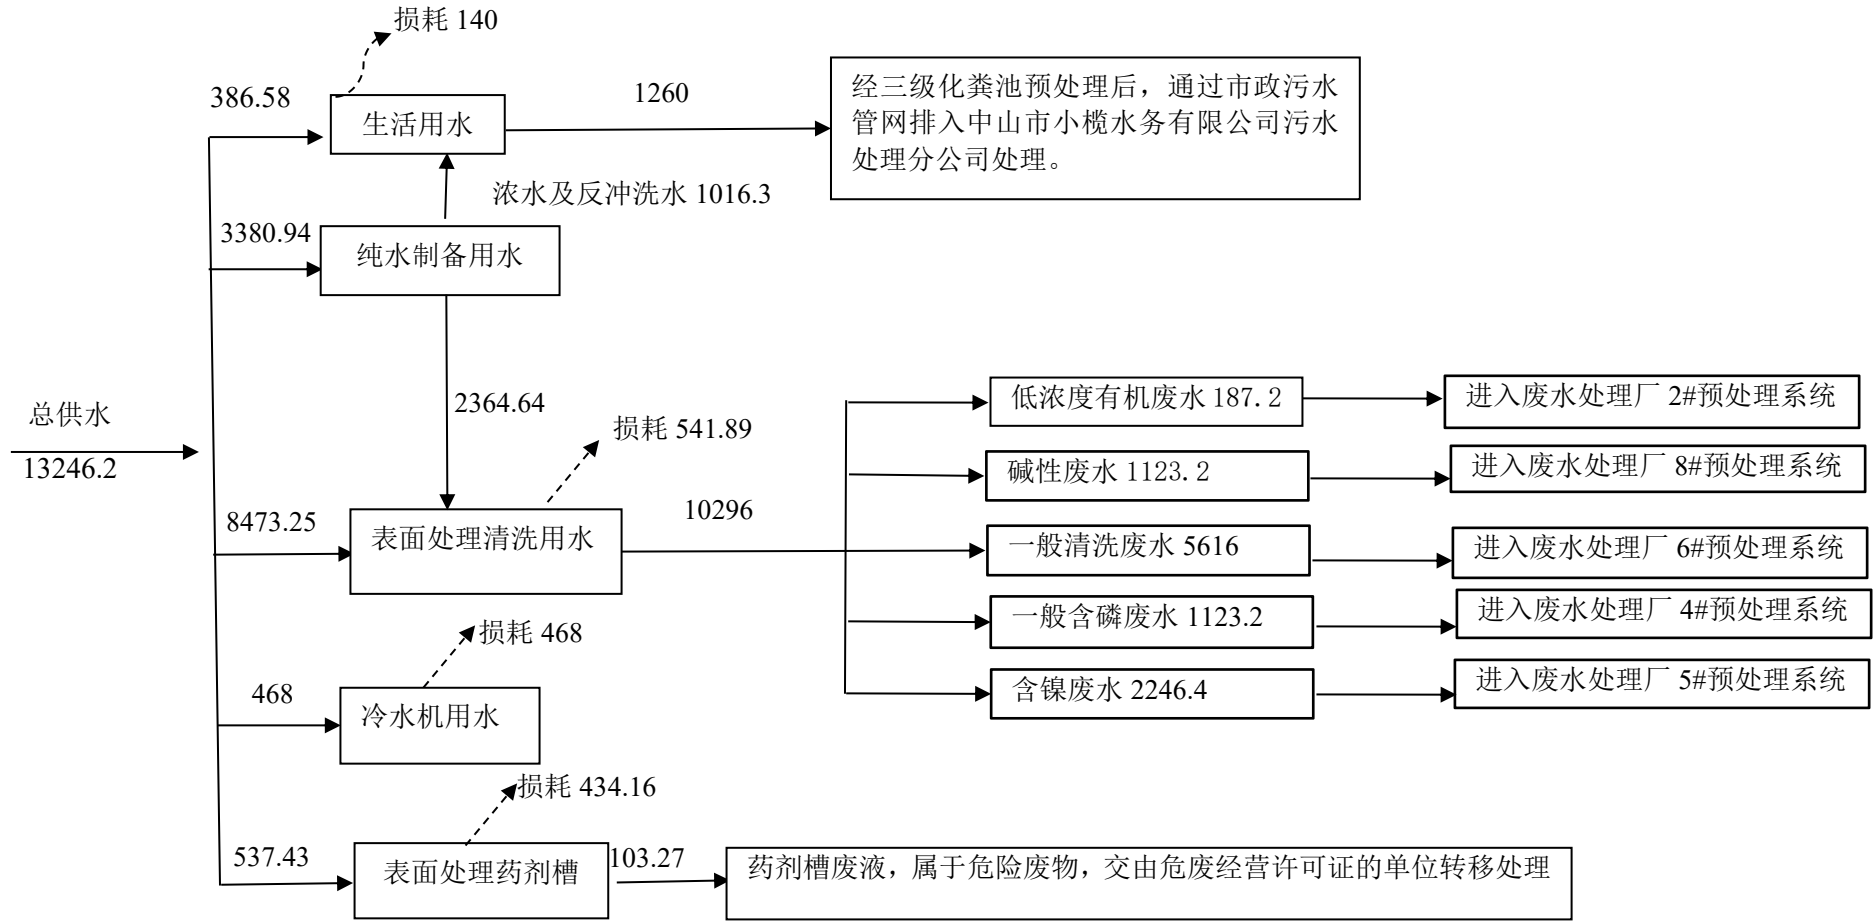 损耗 140
386.58
生活用水
1260
经三级化粪池预处理后，通过市政污水
管网排入中山市小榄水务有限公司污水
处理分公司处理。
浓水及反冲洗水 1016.3
3380.94
纯水制备用水
2364.64
总供水
13246.2
损耗 541.89
8473.25
表面处理清洗用水
10296
低浓度有机废水 187.2
进入废水处理厂 2#预处理系统
碱性废水 1123.2
进入废水处理厂 8#预处理系统
一般清洗废水 5616
进入废水处理厂 6#预处理系统
一般含磷废水 1123.2
进入废水处理厂 4#预处理系统
含镍废水 2246.4
进入废水处理厂 5#预处理系统
损耗 468
468
冷水机用水
损耗 434.16
537.43
表面处理药剂槽
103.27
药剂槽废液，属于危险废物，交由危废经营许可证的单位转移处理